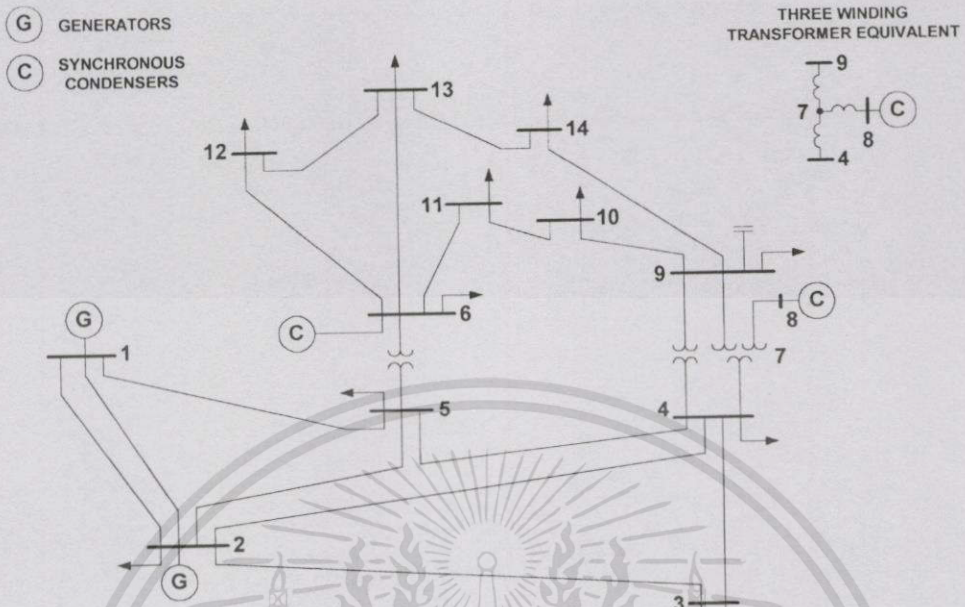 G GENERATORS
C SYNCHRONOUS
CONDENSERS
THREE WINDING
TRANSFORMER EQUIVALENT
9
7
C
8
4
13
14
12
11
10
9
C
8
6
C
7
G
1
5
4
2
G
3